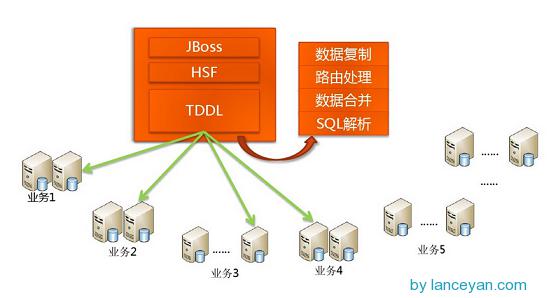 JBoss
HSF
TDDL
数据复制
路由处理
数据合并
SQL解析
......
......
业务1
业务2
......
业务3
业务4
......
业务5
by lanceyan.com